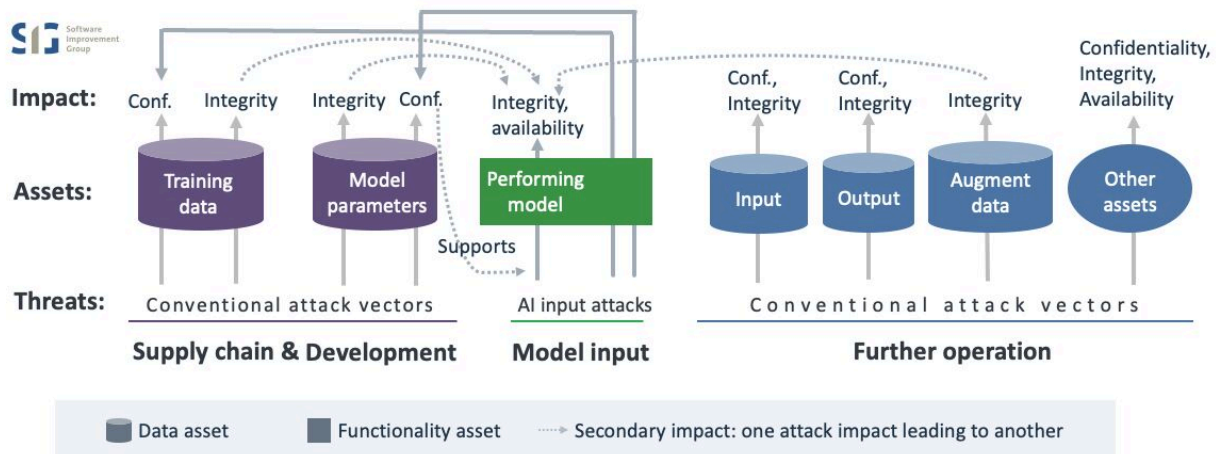 SIG
Software
Improvement
Group
Impact:
Conf.
Integrity
Integrity
Conf.
Integrity,
availability
Conf.,
Integrity
Conf.,
Integrity
Integrity
Confidentiality,
Integrity,
Availability
Assets:
Training
data
Model
parameters
Performing
model
Input
Output
Augment
data
Other
assets
Supports
Threats:
Conventional attack vectors
AI input attacks
Conventional attack vectors
Supply chain & Development
Model input
Further operation
Data asset
Functionality asset
Secondary impact: one attack impact leading to another